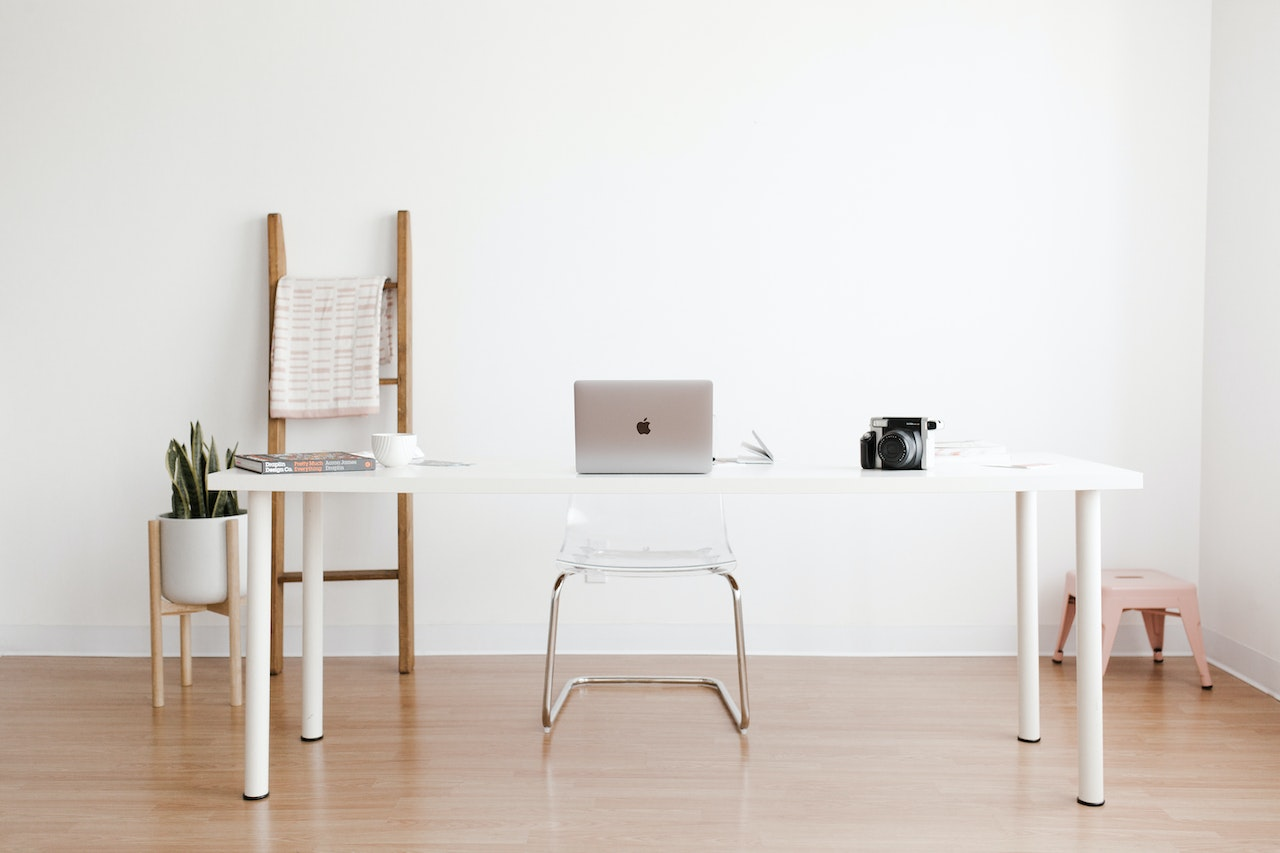 Draplin Pretty Much Aaron James
Design Co. Everything Draplin